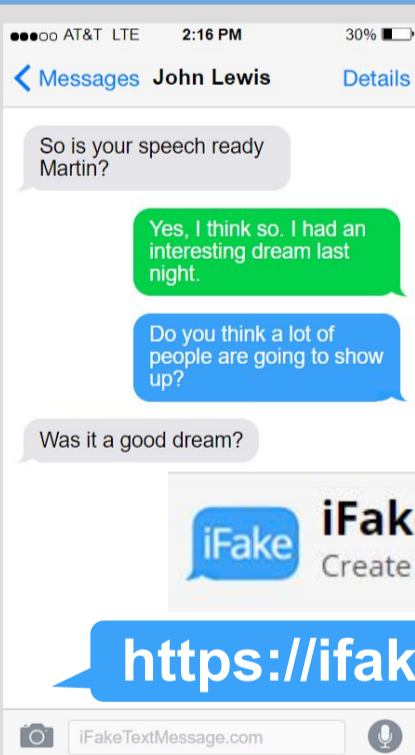 AT&T LTE 2:16 PM 30%
Messages John Lewis Details
So is your speech ready
Martin?
Yes, I think so. I had an
interesting dream last
night.
Do you think a lot of
people are going to show
up?
Was it a good dream?
iFake iFak
Create
https://ifak
iFakeTextMessage.com